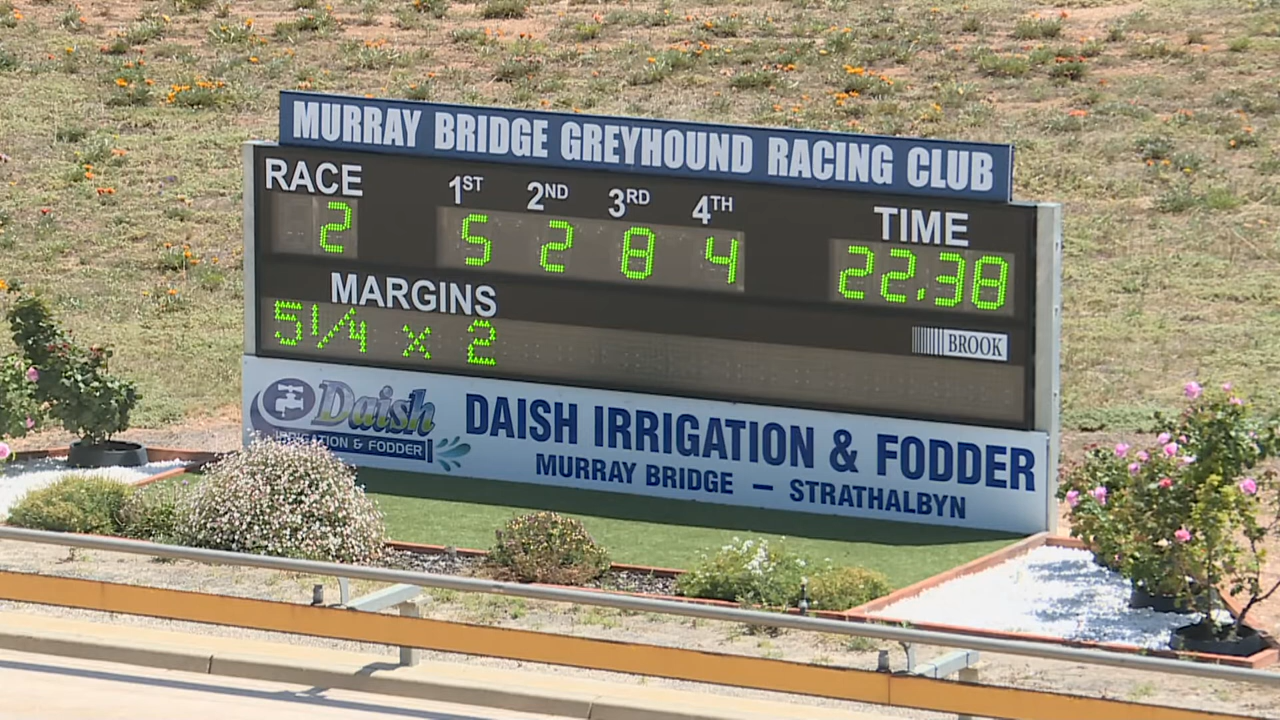 MURRAY BRIDGE GREYHOUND RACING CLUB
RACE 1ST 2ND 3RD 4TH TIME
2 5 2 8 4 22.38
MARGINS
5 1/4 x 2
BROOK
Daish
IRRIGATION & FODDER
DAISH IRRIGATION & FODDER
MURRAY BRIDGE – STRATHALBYN